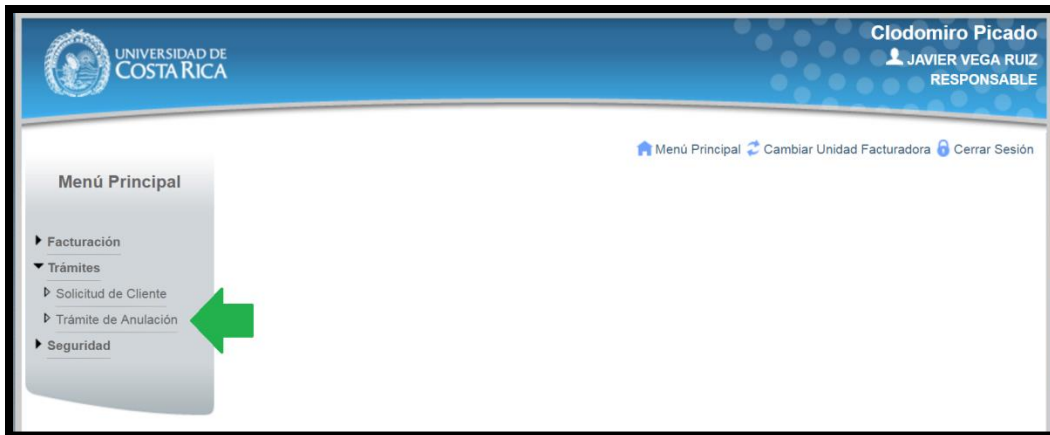 UNIVERSIDAD DE
COSTA RICA
Clodomiro Picado
JAVIER VEGA RUIZ
RESPONSABLE
Menú Principal Cambiar Unidad Facturadora Cerrar Sesión
Menú Principal
Facturación
Trámites
Solicitud de Cliente
Trámite de Anulación
Seguridad